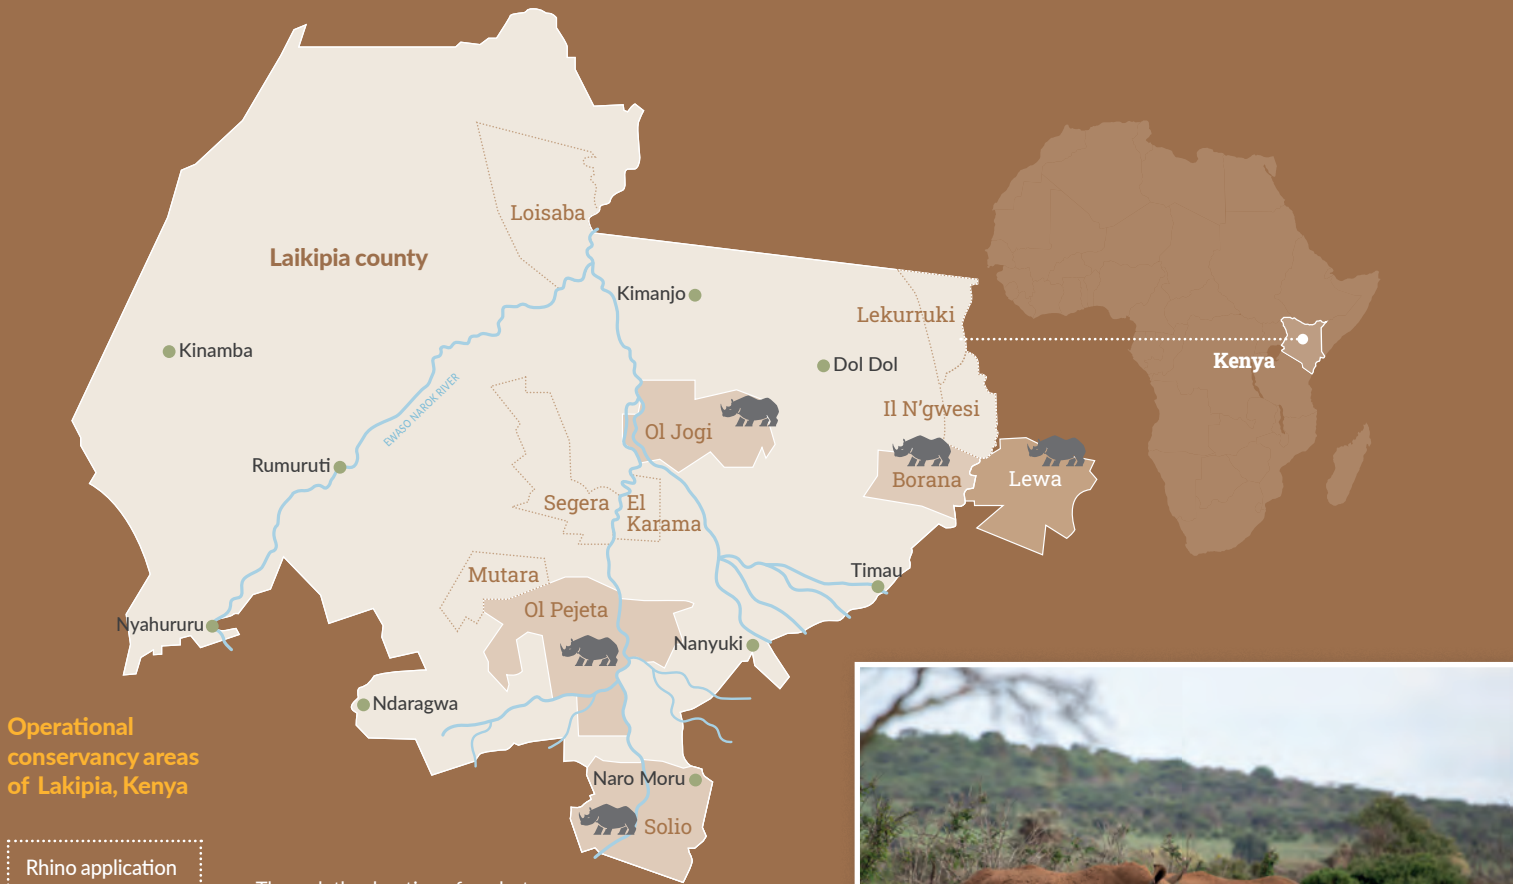 Loisaba
Laikipia county
Kimanjo
Lekurruki
Kinamba
Kenya
Dol Dol
EWASO NAROK RIVER
Il N’gwesi
Ol Jogi
Rumuruti
Borana
Lewa
Segera
El
Karama
Timau
Mutara
Ol Pejeta
Nyahururu
Nanyuki
Ndaragwa
Operational
conservancy areas
of Lakipia, Kenya
Naro Moru
Solio
Rhino application